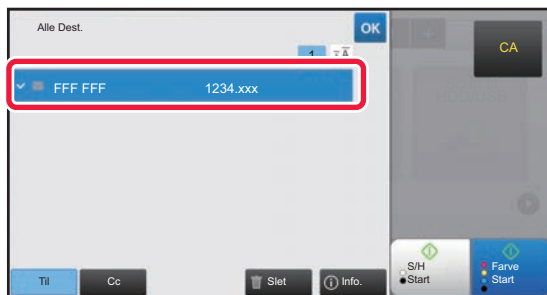 Alle Dest.
OK
CA
1
FFF FFF 1234.xxx
Til
Cc
Slet
Info.
S/H
Start
Farve
Start